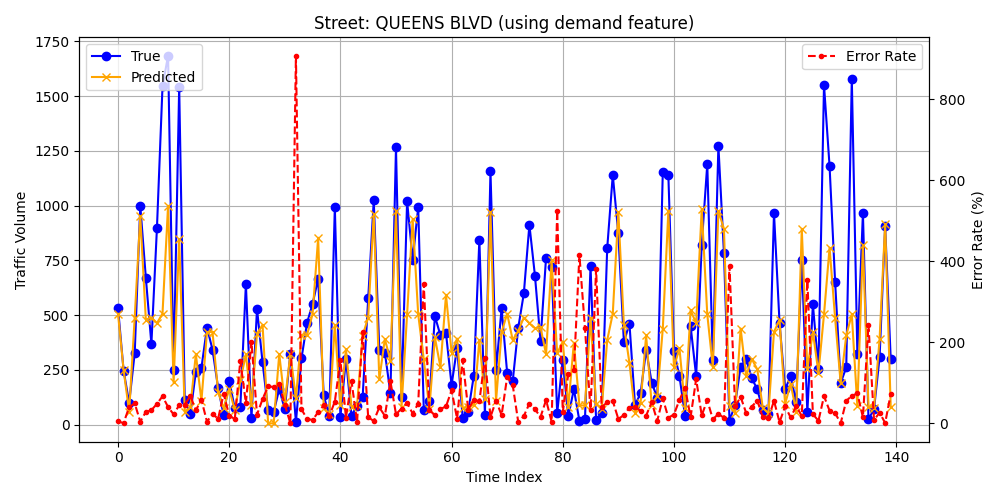 Street: QUEENS BLVD (using demand feature)
True
Predicted
Error Rate
1750
1500
1250
1000
750
500
250
0
Traffic Volume
800
600
400
200
0
Error Rate (%)
0 20 40 60 80 100 120 140
Time Index